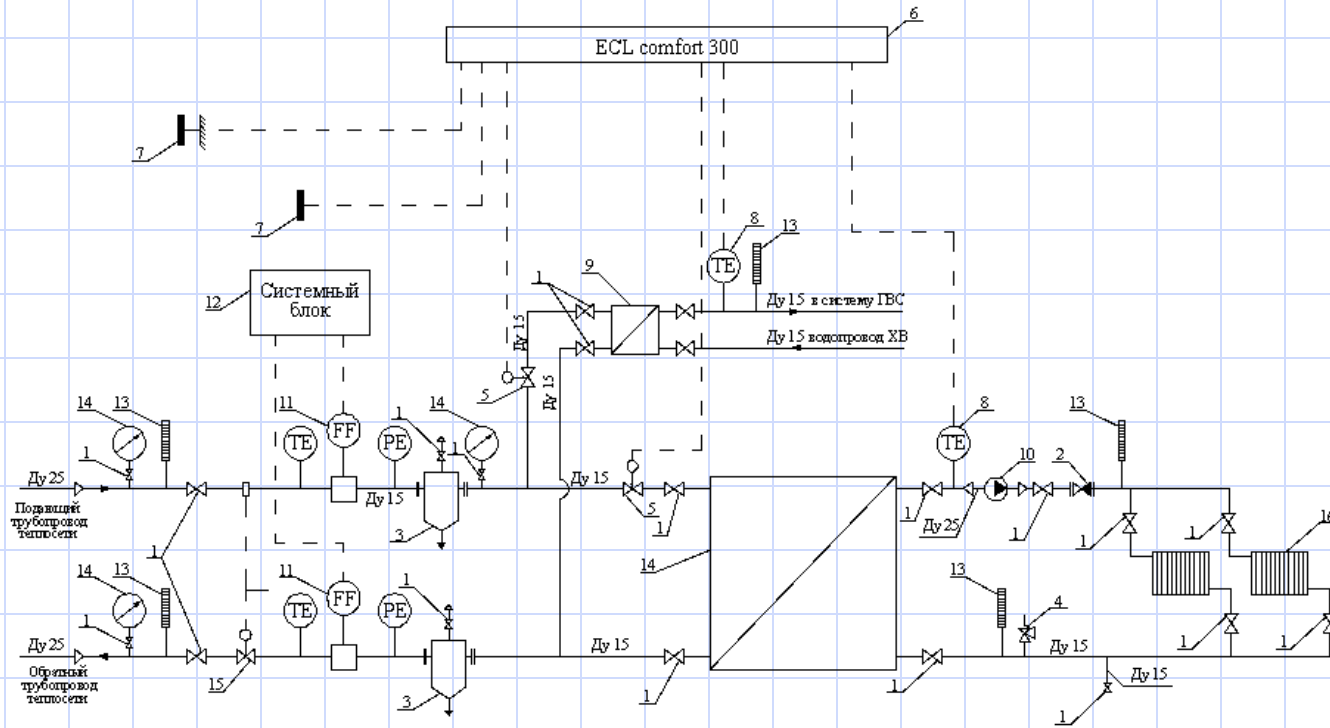 6
ECL comfort 300
7
7
8
13
TE
9
1
12
Системный
блок
Ду 15 в систему ГВС
Ду 15
Ду 15 водопровод ХВ
5
Ду 15
14
13
11
1
14
8
13
1
TE
FF
PE
1
TE
10
2
Ду 25
Ду 15
Ду 15
Подающий
трубопровод
теплосети
3
5
1
1
Ду 25
1
1
1
16
1
14
14
13
11
1
13
4
1
TE
FF
PE
1
1
Ду 25
Ду 15
Ду 15
Обратный
трубопровод
теплосети
15
3
1
1
Ду 15
1